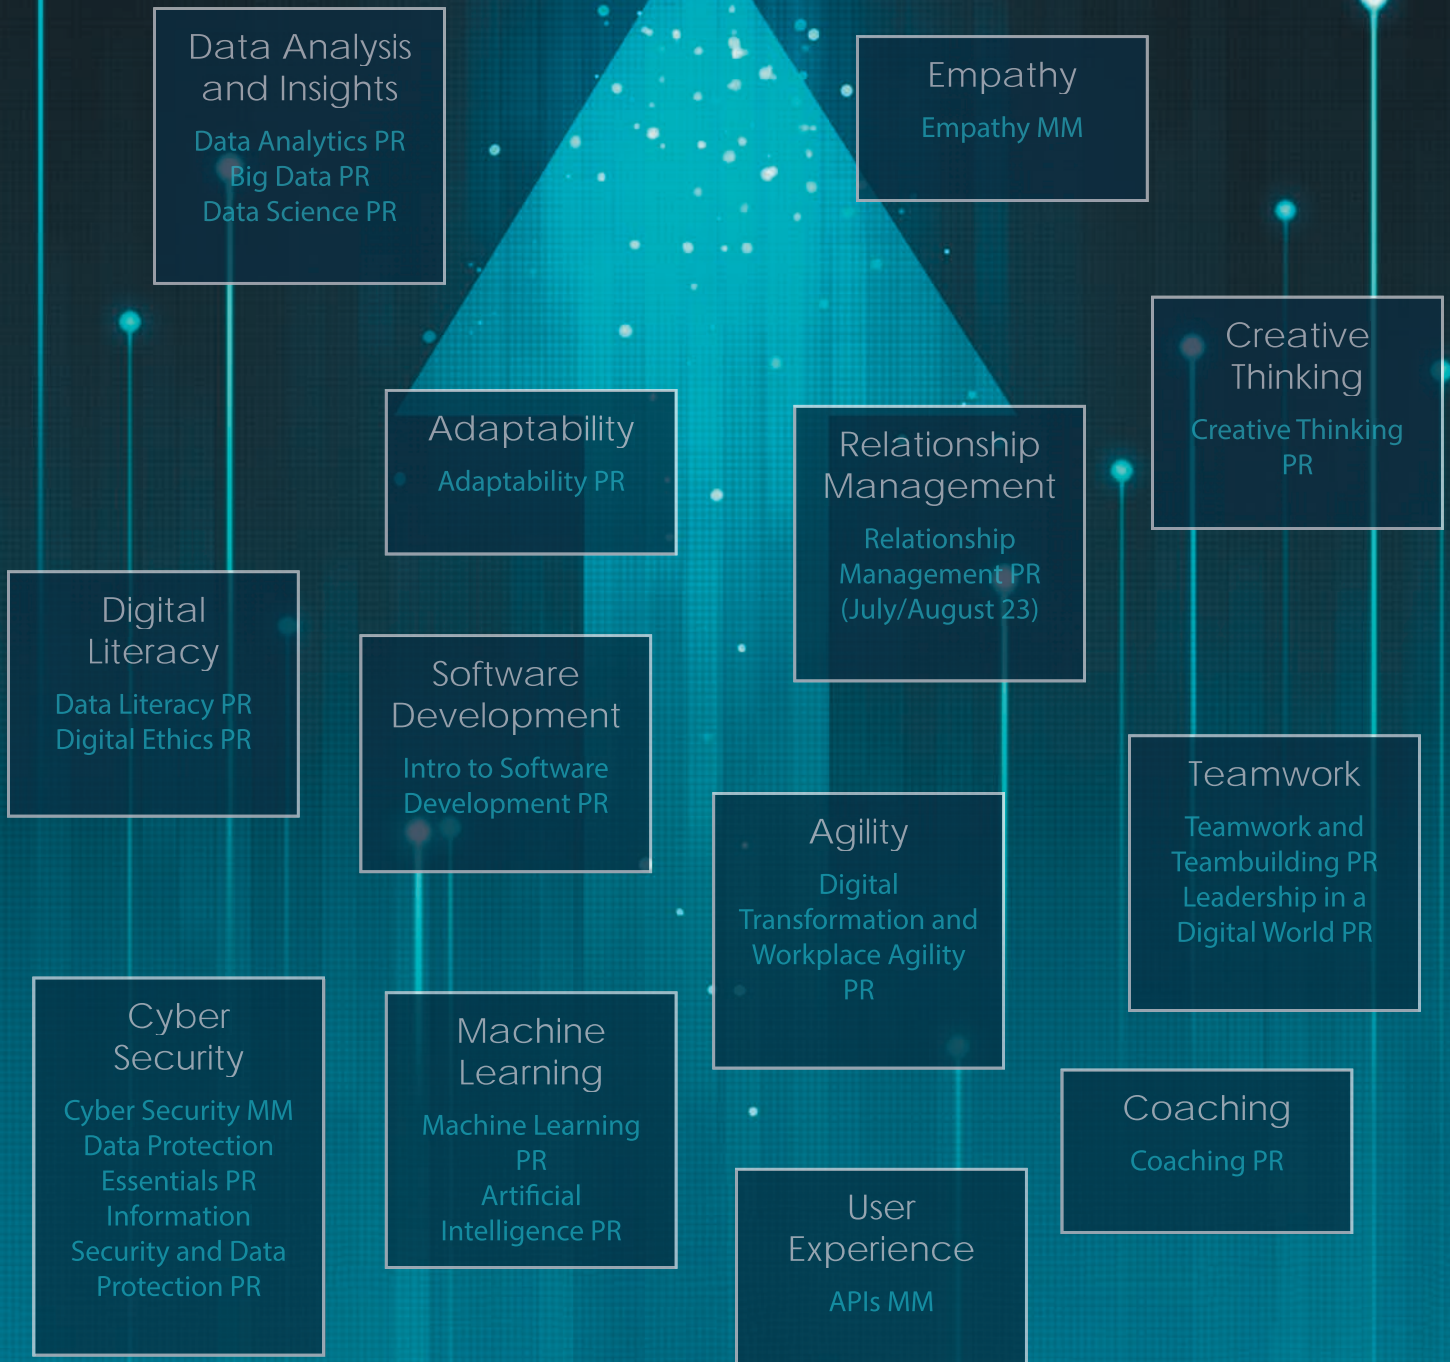 Data Analysis
and Insights
Data Analytics PR
Big Data PR
Data Science PR
Empathy
Empathy MM
Creative
Thinking
Creative Thinking
PR
Adaptability
Adaptability PR
Relationship
Management
Relationship
Management PR
(July/August 23)
Digital
Literacy
Data Literacy PR
Digital Ethics PR
Software
Development
Intro to Software
Development PR
Teamwork
Teamwork and
Teambuilding PR
Leadership in a
Digital World PR
Agility
Digital
Transformation and
Workplace Agility
PR
Cyber
Security
Cyber Security MM
Data Protection
Essentials PR
Information
Security and Data
Protection PR
Machine
Learning
Machine Learning
PR
Artificial
Intelligence PR
Coaching
Coaching PR
User
Experience
APIs MM